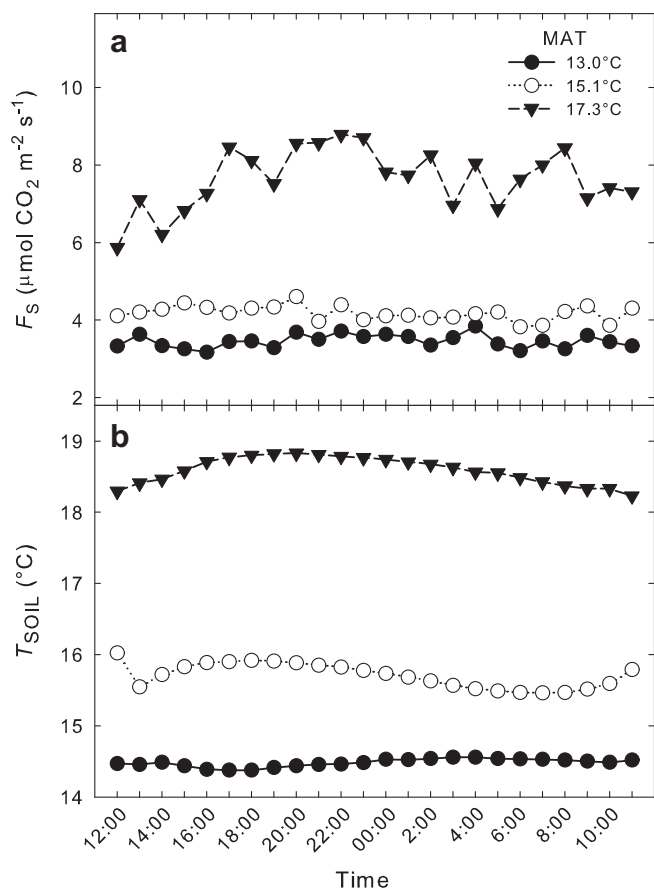 a
MAT
13.0°C
15.1°C
17.3°C
10
8
6
4
2
F_S (μmol CO₂ m⁻² s⁻¹)
b
19
18
17
16
15
14
T_SOIL (°C)
12:00 14:00 16:00 18:00 20:00 22:00 00:00 2:00 4:00 6:00 8:00 10:00
Time